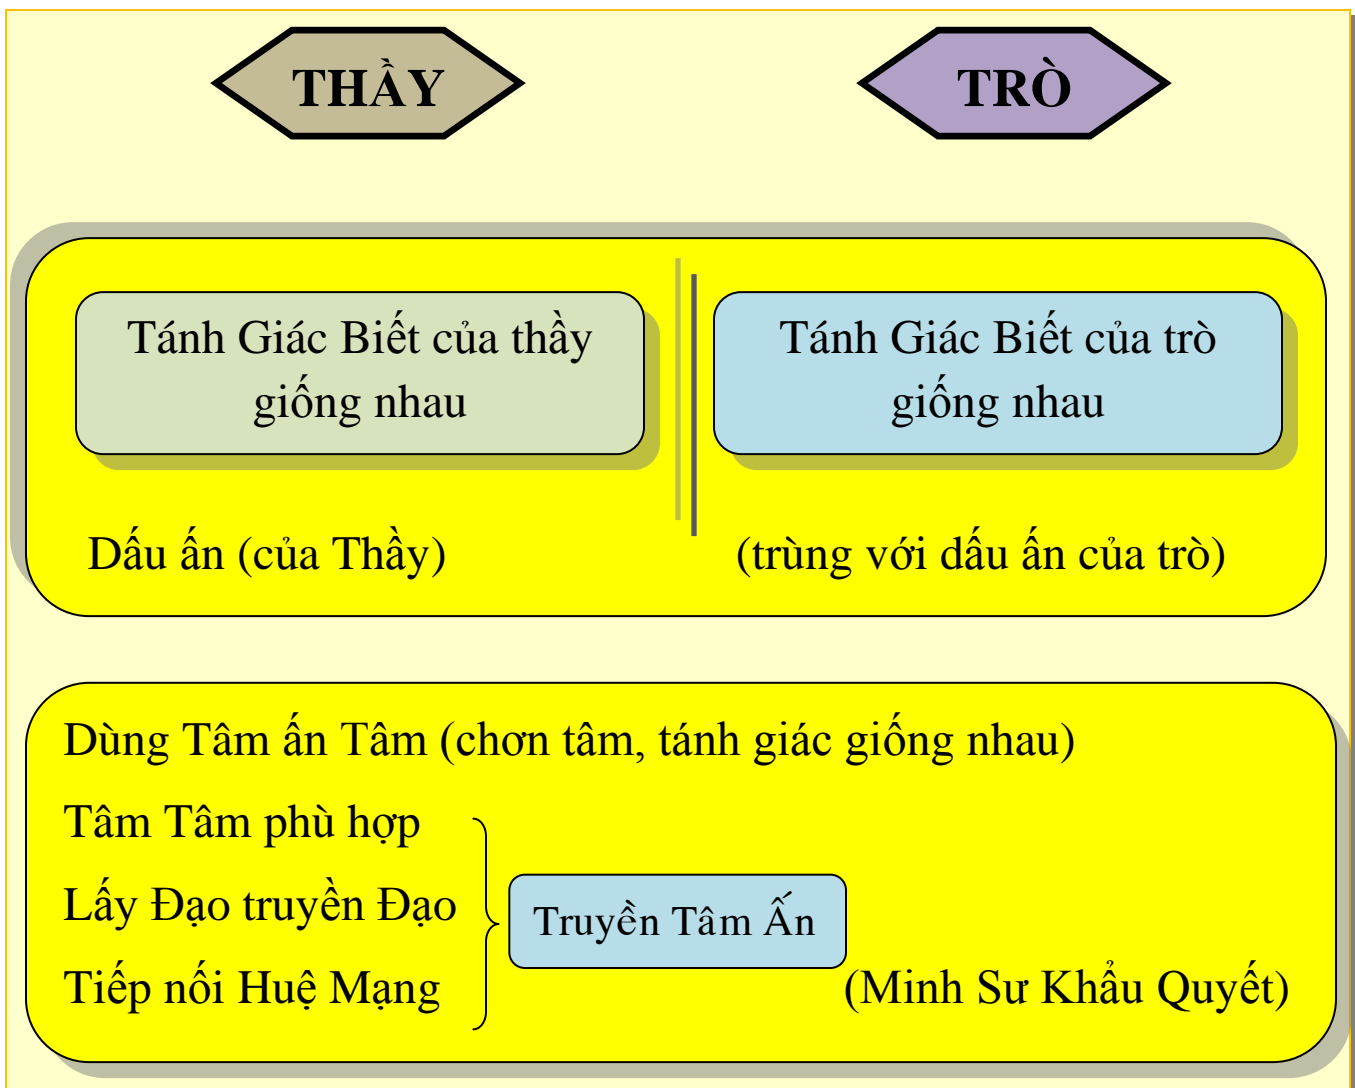 THẦY
TRÒ
Tánh Giác Biết của thầy
giống nhau
Tánh Giác Biết của trò
giống nhau
Dấu ấn (của Thầy)
(trùng với dấu ấn của trò)
Dùng Tâm ấn Tâm (chơn tâm, tánh giác giống nhau)
Tâm Tâm phù hợp
Lấy Đạo truyền Đạo
Tiếp nối Huệ Mạng
Truyền Tâm Ấn
(Minh Sư Khẩu Quyết)